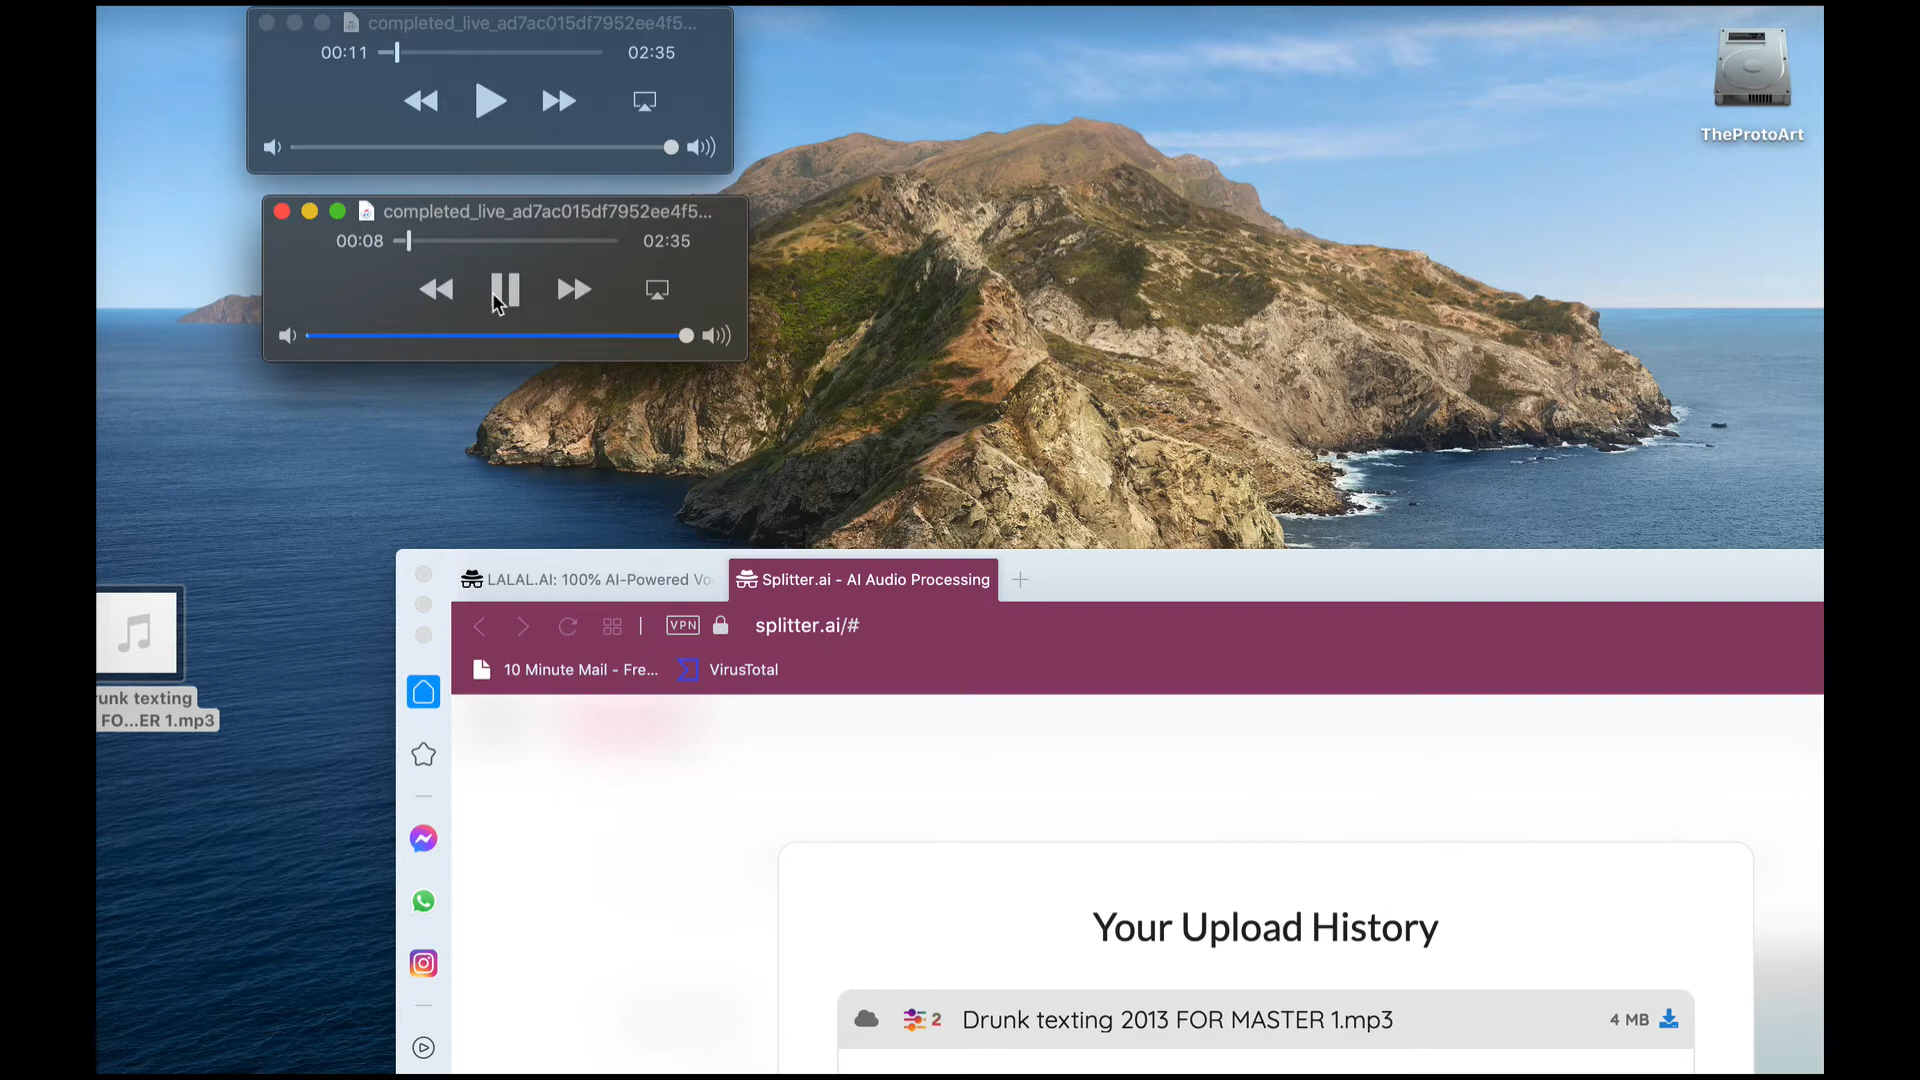 completed_live_ad7ac015df7952ee4f5...
00:11
02:35
TheProtoArt
completed_live_ad7ac015df7952ee4f5...
00:08
02:35
LALAL.AI: 100% AI-Powered Vo
Splitter.ai - AI Audio Processing
VPN
splitter.ai/#
10 Minute Mail - Fre...
VirusTotal
runk texting
FO...ER 1.mp3
Your Upload History
2 Drunk texting 2013 FOR MASTER 1.mp3 4 MB